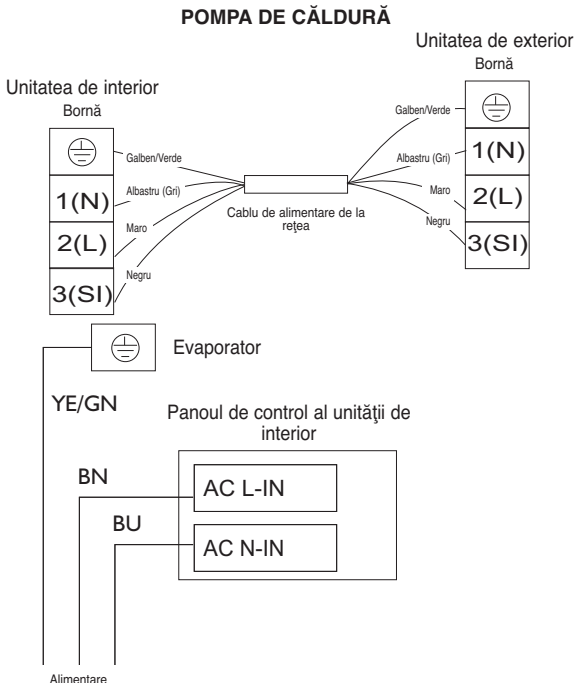 POMPA DE CĂLDURĂ
Unitatea de exterior
Bornă
Unitatea de interior
Bornă
Galben/Verde
1(N)
Albastru (Gri)
2(L)
Maro
3(SI)
Negru
Cablu de alimentare de la
reţea
Galben/Verde
Albastru (Gri)
1(N)
Maro
2(L)
Negru
3(SI)
Evaporator
YE/GN
Panoul de control al unităţii de
interior
BN
AC L-IN
BU
AC N-IN
Alimentare